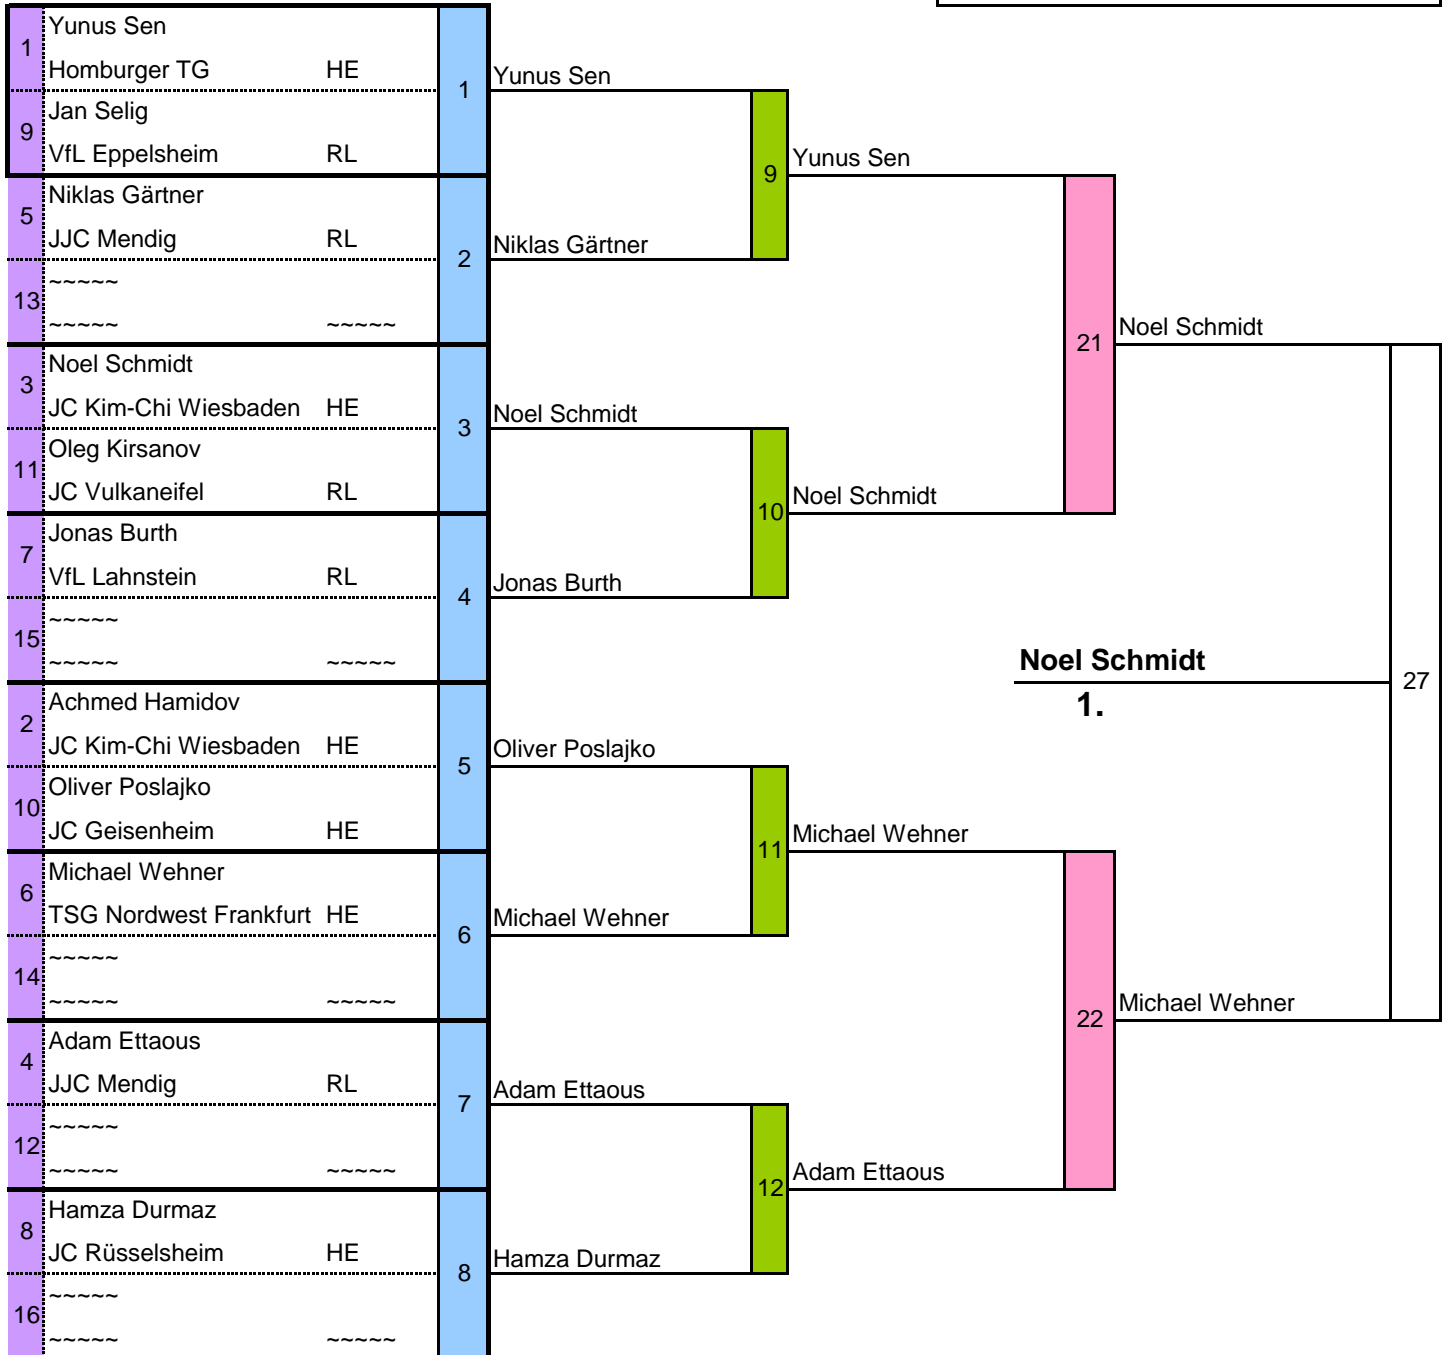 1
Yunus Sen
Homburger TG HE
9
Jan Selig
VfL Eppelsheim RL
1
Yunus Sen
5
Niklas Gärtner
JJC Mendig RL
13
~~~~~
~~~~~ ~~~~~
2
Niklas Gärtner
9
Yunus Sen
3
Noel Schmidt
JC Kim-Chi Wiesbaden HE
11
Oleg Kirsanov
JC Vulkaneifel RL
3
Noel Schmidt
7
Jonas Burth
VfL Lahnstein RL
15
~~~~~
~~~~~ ~~~~~
4
Jonas Burth
10
Noel Schmidt
21
Noel Schmidt
2
Achmed Hamidov
JC Kim-Chi Wiesbaden HE
10
Oliver Poslajko
JC Geisenheim HE
5
Oliver Poslajko
6
Michael Wehner
TSG Nordwest Frankfurt HE
14
~~~~~
~~~~~ ~~~~~
6
Michael Wehner
11
Michael Wehner
4
Adam Ettaous
JJC Mendig RL
12
~~~~~
~~~~~ ~~~~~
7
Adam Ettaous
8
Hamza Durmaz
JC Rüsselsheim HE
16
~~~~~
~~~~~ ~~~~~
8
Hamza Durmaz
12
Adam Ettaous
22
Michael Wehner
27
Noel Schmidt
1.